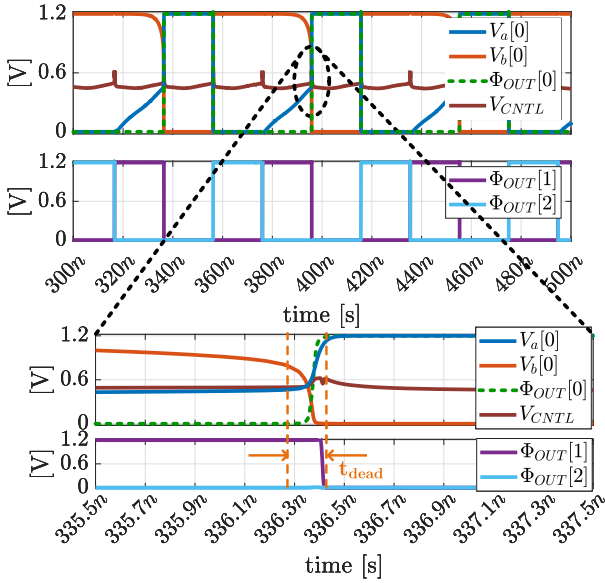 1.2
0.6
0
[V]
V_a[0]
V_b[0]
Φ_OUT[0]
V_CNTL
1.2
0.6
0
[V]
Φ_OUT[1]
Φ_OUT[2]
300n 320n 340n 360n 380n 400n 420n 440n 460n 480n 500n
time [s]
1.2
0.6
0
[V]
V_a[0]
V_b[0]
Φ_OUT[0]
V_CNTL
1.2
0.6
0
[V]
t_dead
Φ_OUT[1]
Φ_OUT[2]
335.5n 335.7n 335.9n 336.1n 336.3n 336.5n 336.7n 336.9n 337.1n 337.3n 337.5n
time [s]